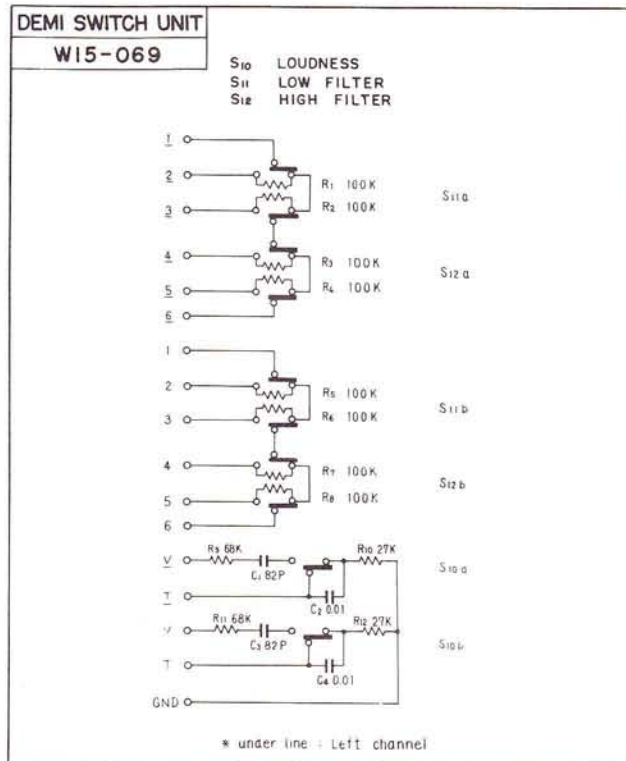 DEMI SWITCH UNIT
W15-069
S10 LOUDNESS
S11 LOW FILTER
S12 HIGH FILTER
1
2
R1 100K
S11a
3
R2 100K
4
R3 100K
S12a
5
R4 100K
6
1
2
R5 100K
S11b
3
R6 100K
4
R7 100K
S12b
5
R8 100K
6
V
R9 68K
C1 82P
R10 27K
S10a
T
C2 0.01
V
R11 68K
C3 82P
R12 27K
S10b
T
C4 0.01
GND
* under line : Left channel